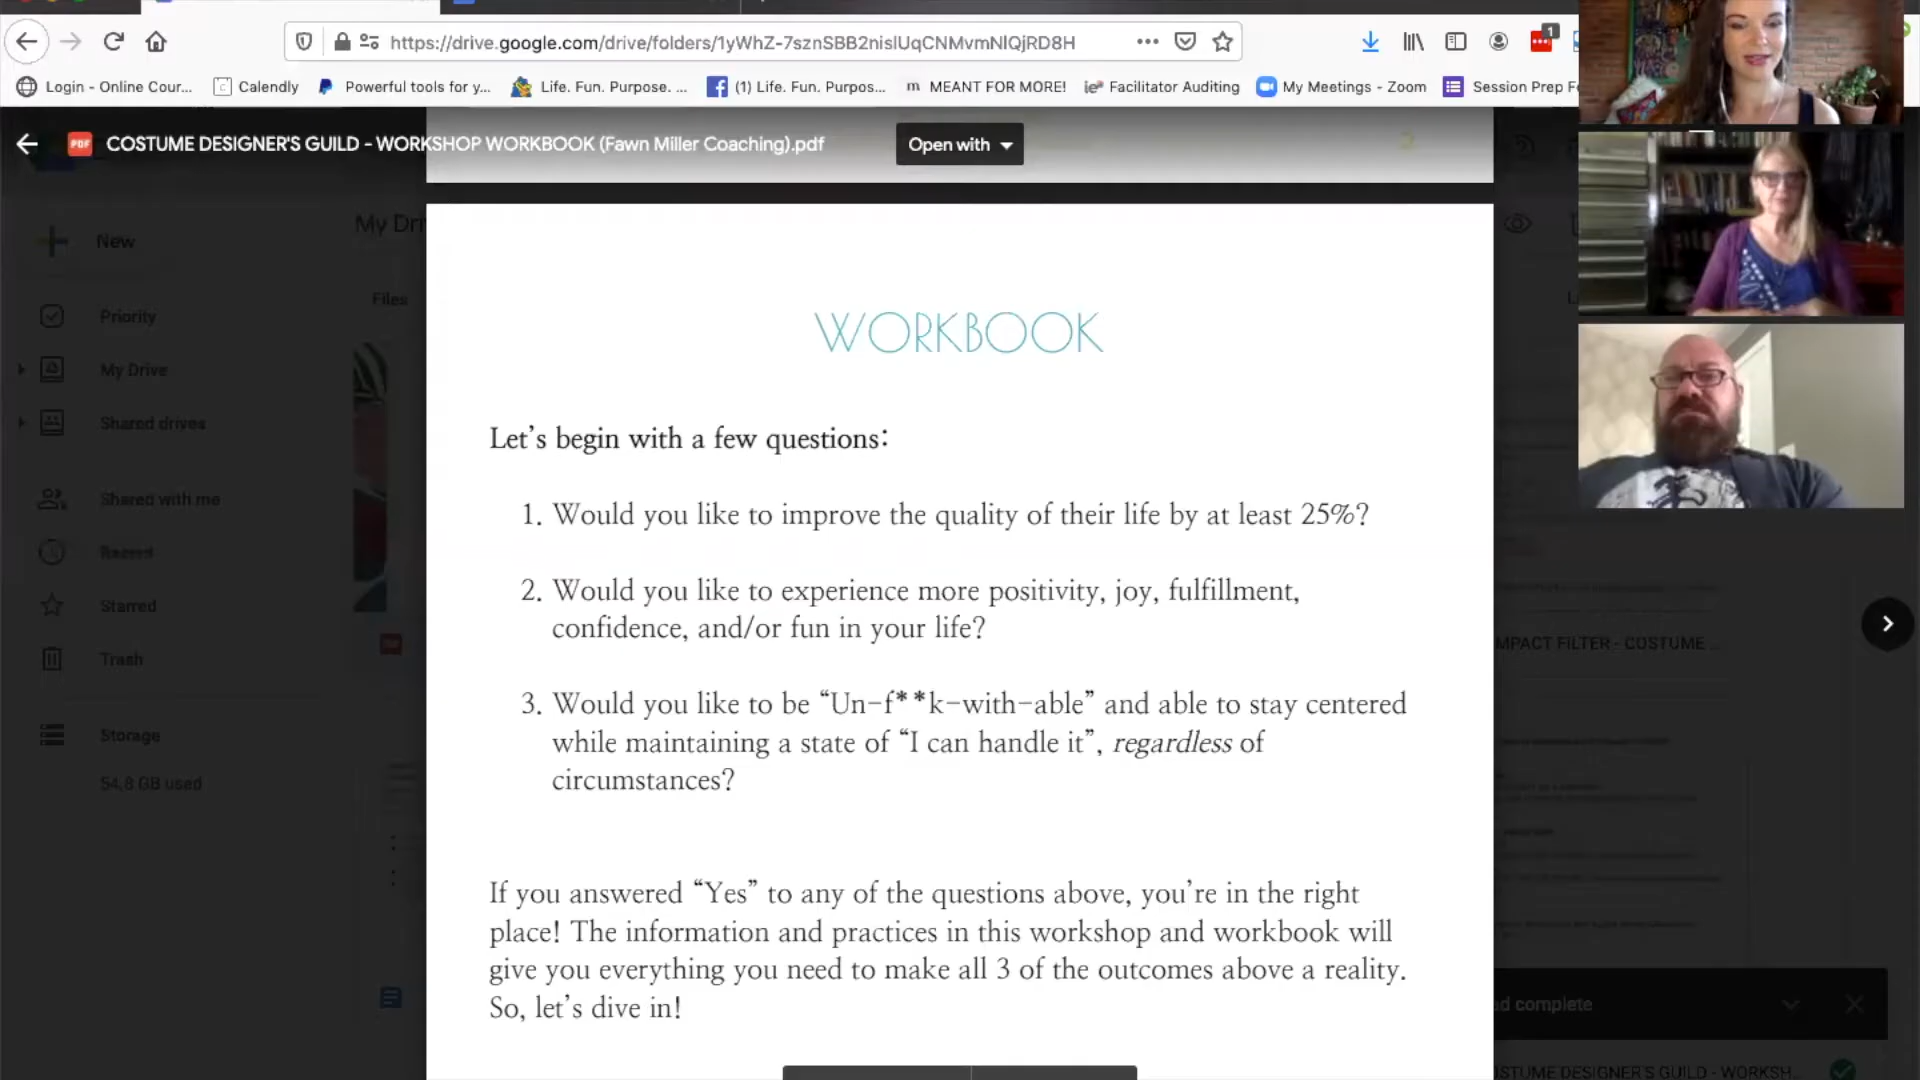 https://drive.google.com/drive/folders/1yWhZ-7sznSBB2nislUqCNMvmNlQjRD8H
1
Login - Online Cour... Calendly Powerful tools for y... Life. Fun. Purpose. ... (1) Life. Fun. Purpos... MEANT FOR MORE! Facilitator Auditing My Meetings - Zoom Session Prep
PDF COSTUME DESIGNER'S GUILD - WORKSHOP WORKBOOK (Fawn Miller Coaching).pdf Open with
My
New
Files
Priority
My Drive
Shared drives
Shared with me
Recent
Starred
Trash
Storage
54,8 GB used
WORKBOOK
Let's begin with a few questions:
1. Would you like to improve the quality of their life by at least 25%?
2. Would you like to experience more positivity, joy, fulfillment,
confidence, and/or fun in your life?
3. Would you like to be “Un-f**k-with-able” and able to stay centered
while maintaining a state of “I can handle it”, regardless of
circumstances?
If you answered “Yes” to any of the questions above, you're in the right
place! The information and practices in this workshop and workbook will
give you everything you need to make all 3 of the outcomes above a reality.
So, let's dive in!
MPACT FILTER - COSTUME ...
complete
STUME DESIGNER'S GUILD - WORKSH...